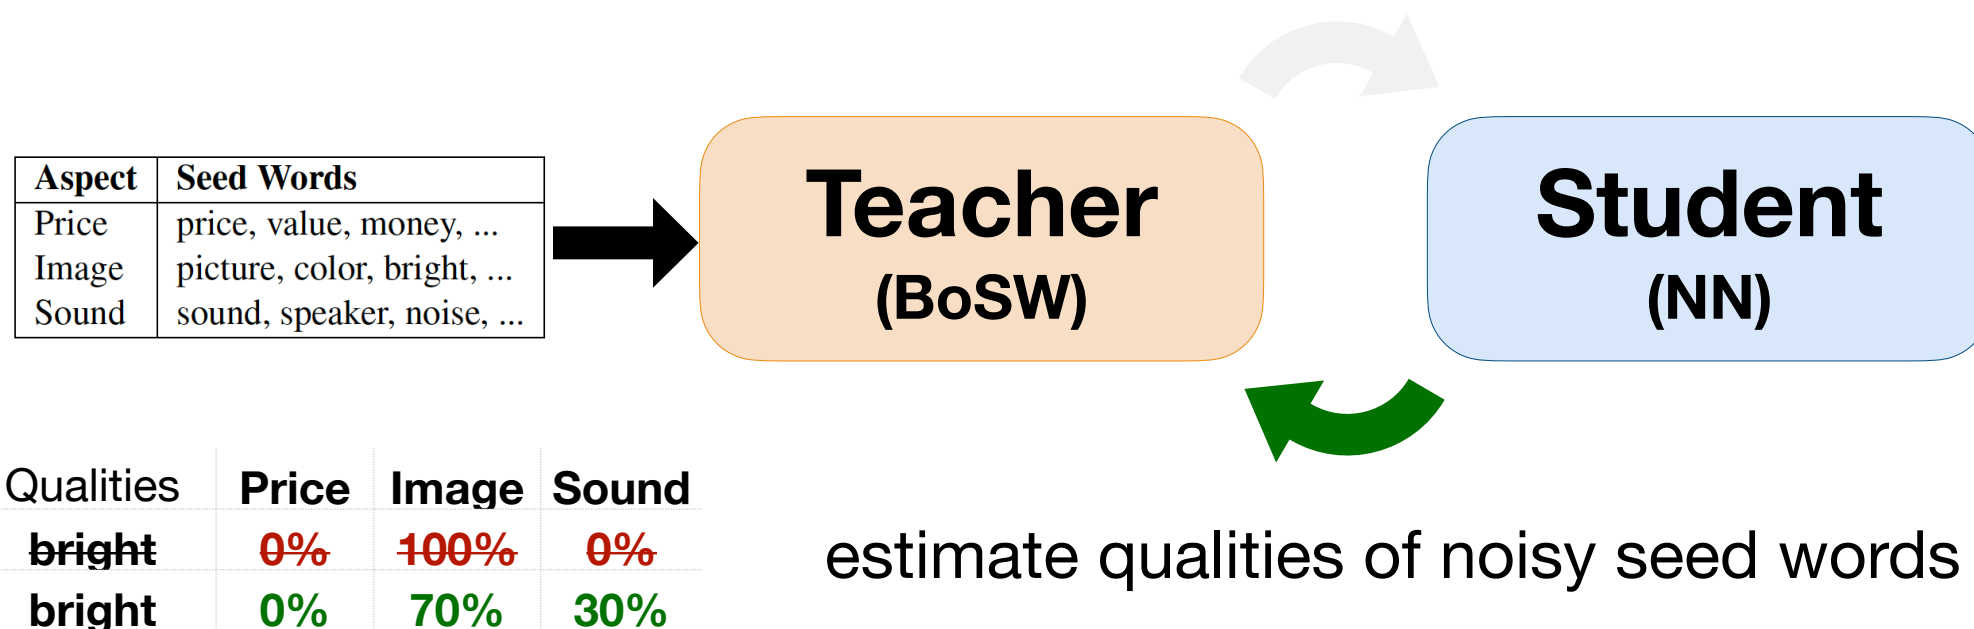 Aspect Seed Words
Price price, value, money, ...
Image picture, color, bright, ...
Sound sound, speaker, noise, ...
Teacher
(BoSW)
Student
(NN)
Qualities Price Image Sound
bright 0% 100% 0%
bright 0% 70% 30%
estimate qualities of noisy seed words